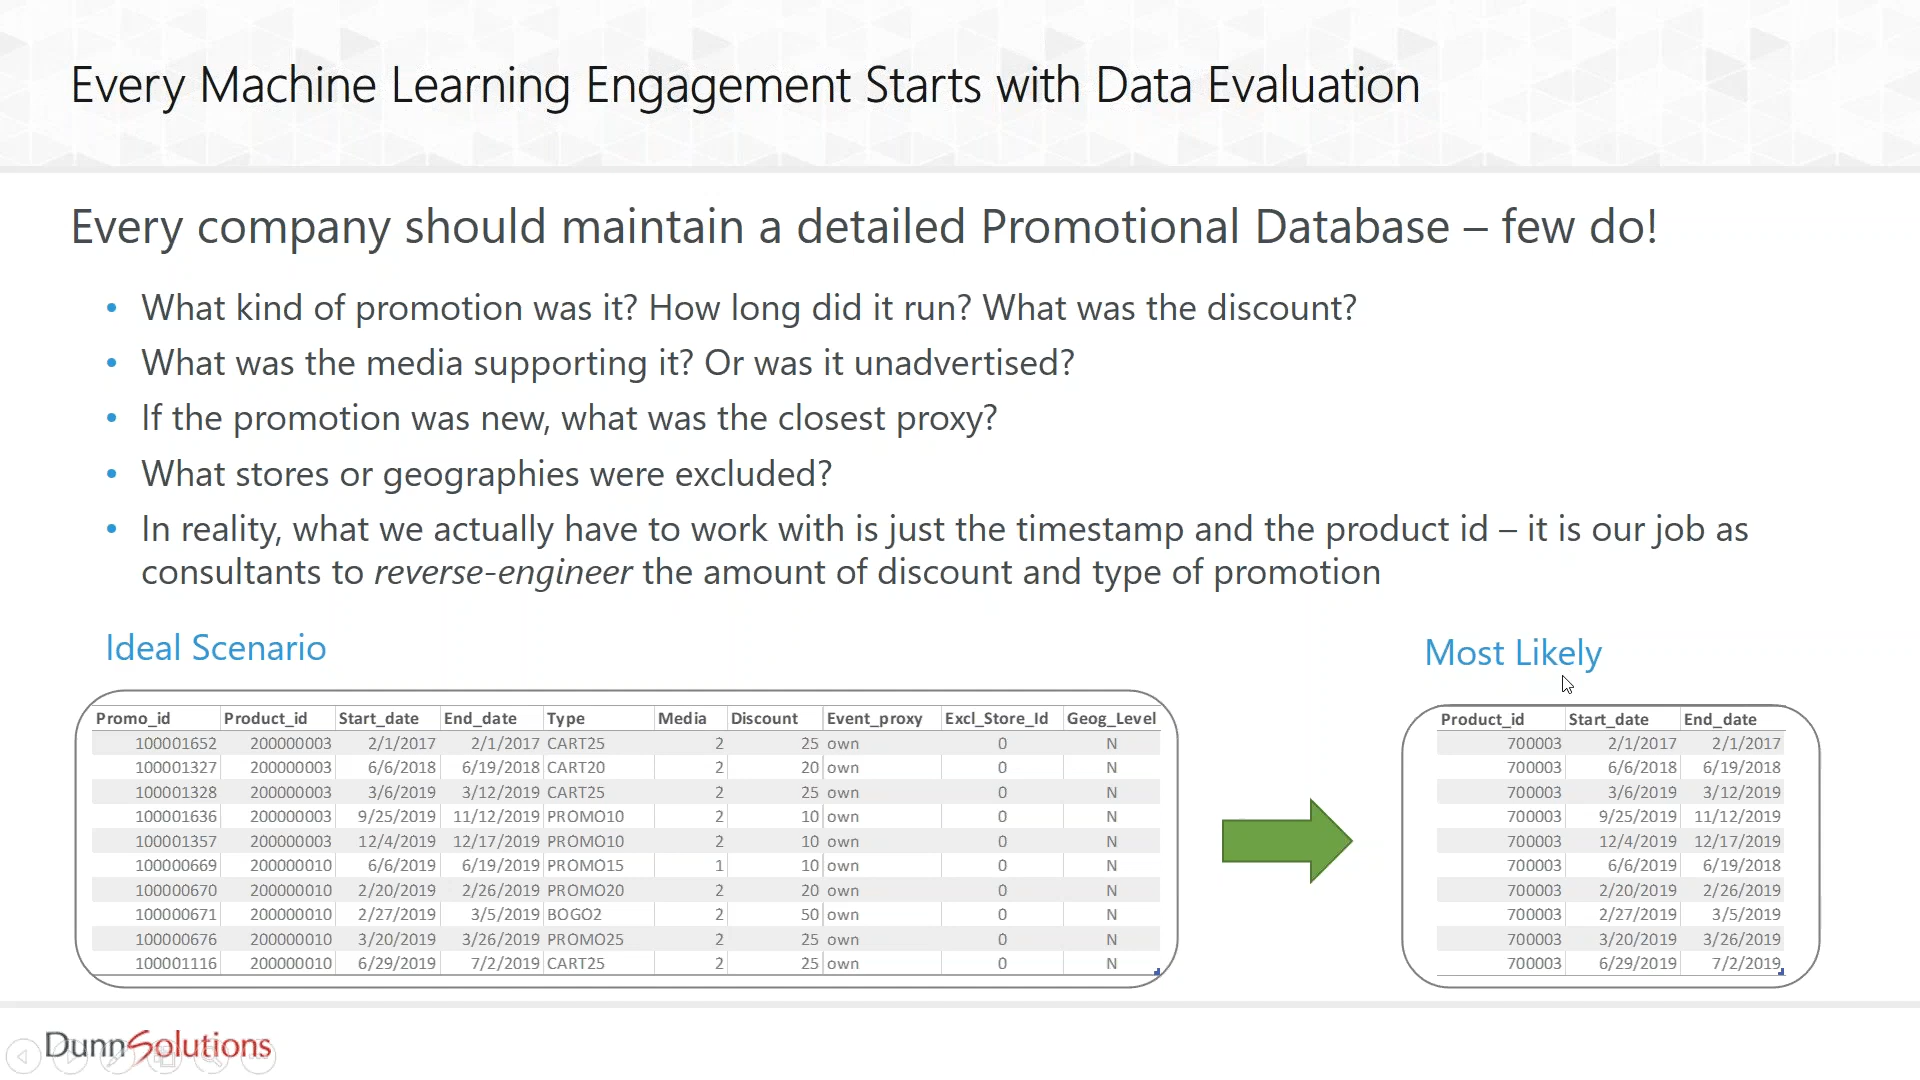 Every Machine Learning Engagement Starts with Data Evaluation
Every company should maintain a detailed Promotional Database – few do!
• What kind of promotion was it? How long did it run? What was the discount?
• What was the media supporting it? Or was it unadvertised?
• If the promotion was new, what was the closest proxy?
• What stores or geographies were excluded?
• In reality, what we actually have to work with is just the timestamp and the product id – it is our job as
consultants to reverse-engineer the amount of discount and type of promotion
Ideal Scenario
Promo_id Product_id Start_date End_date Type Media Discount Event_proxy Excl_Store_Id Geog_Level
100001652 200000003 2/1/2017 2/1/2017 CART25 2 25 own 0 N
100001327 200000003 6/6/2018 6/19/2018 CART20 2 20 own 0 N
100001328 200000003 3/6/2019 3/12/2019 CART25 2 25 own 0 N
100001636 200000003 9/25/2019 11/12/2019 PROMO10 2 10 own 0 N
100001357 200000003 12/4/2019 12/17/2019 PROMO10 2 10 own 0 N
100000669 200000010 6/6/2019 6/19/2019 PROMO15 1 10 own 0 N
100000670 200000010 2/20/2019 2/26/2019 PROMO20 2 20 own 0 N
100000671 200000010 2/27/2019 3/5/2019 BOGO2 2 50 own 0 N
100000676 200000010 3/20/2019 3/26/2019 PROMO25 2 25 own 0 N
100001116 200000010 6/29/2019 7/2/2019 CART25 2 25 own 0 N
Most Likely
Product_id Start_date End_date
700003 2/1/2017 2/1/2017
700003 6/6/2018 6/19/2018
700003 3/6/2019 3/12/2019
700003 9/25/2019 11/12/2019
700003 12/4/2019 12/17/2019
700003 6/6/2019 6/19/2018
700003 2/20/2019 2/26/2019
700003 2/27/2019 3/5/2019
700003 3/20/2019 3/26/2019
700003 6/29/2019 7/2/2019
DunnSolutions